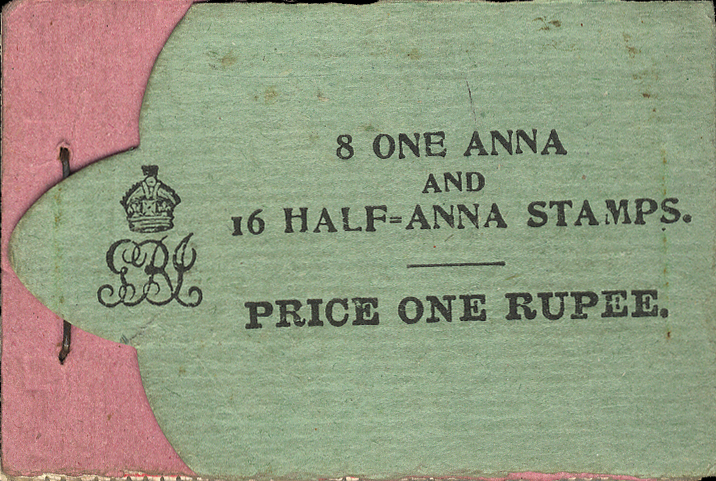 8 ONE ANNA
AND
16 HALF=ANNA STAMPS.
PRICE ONE RUPEE.